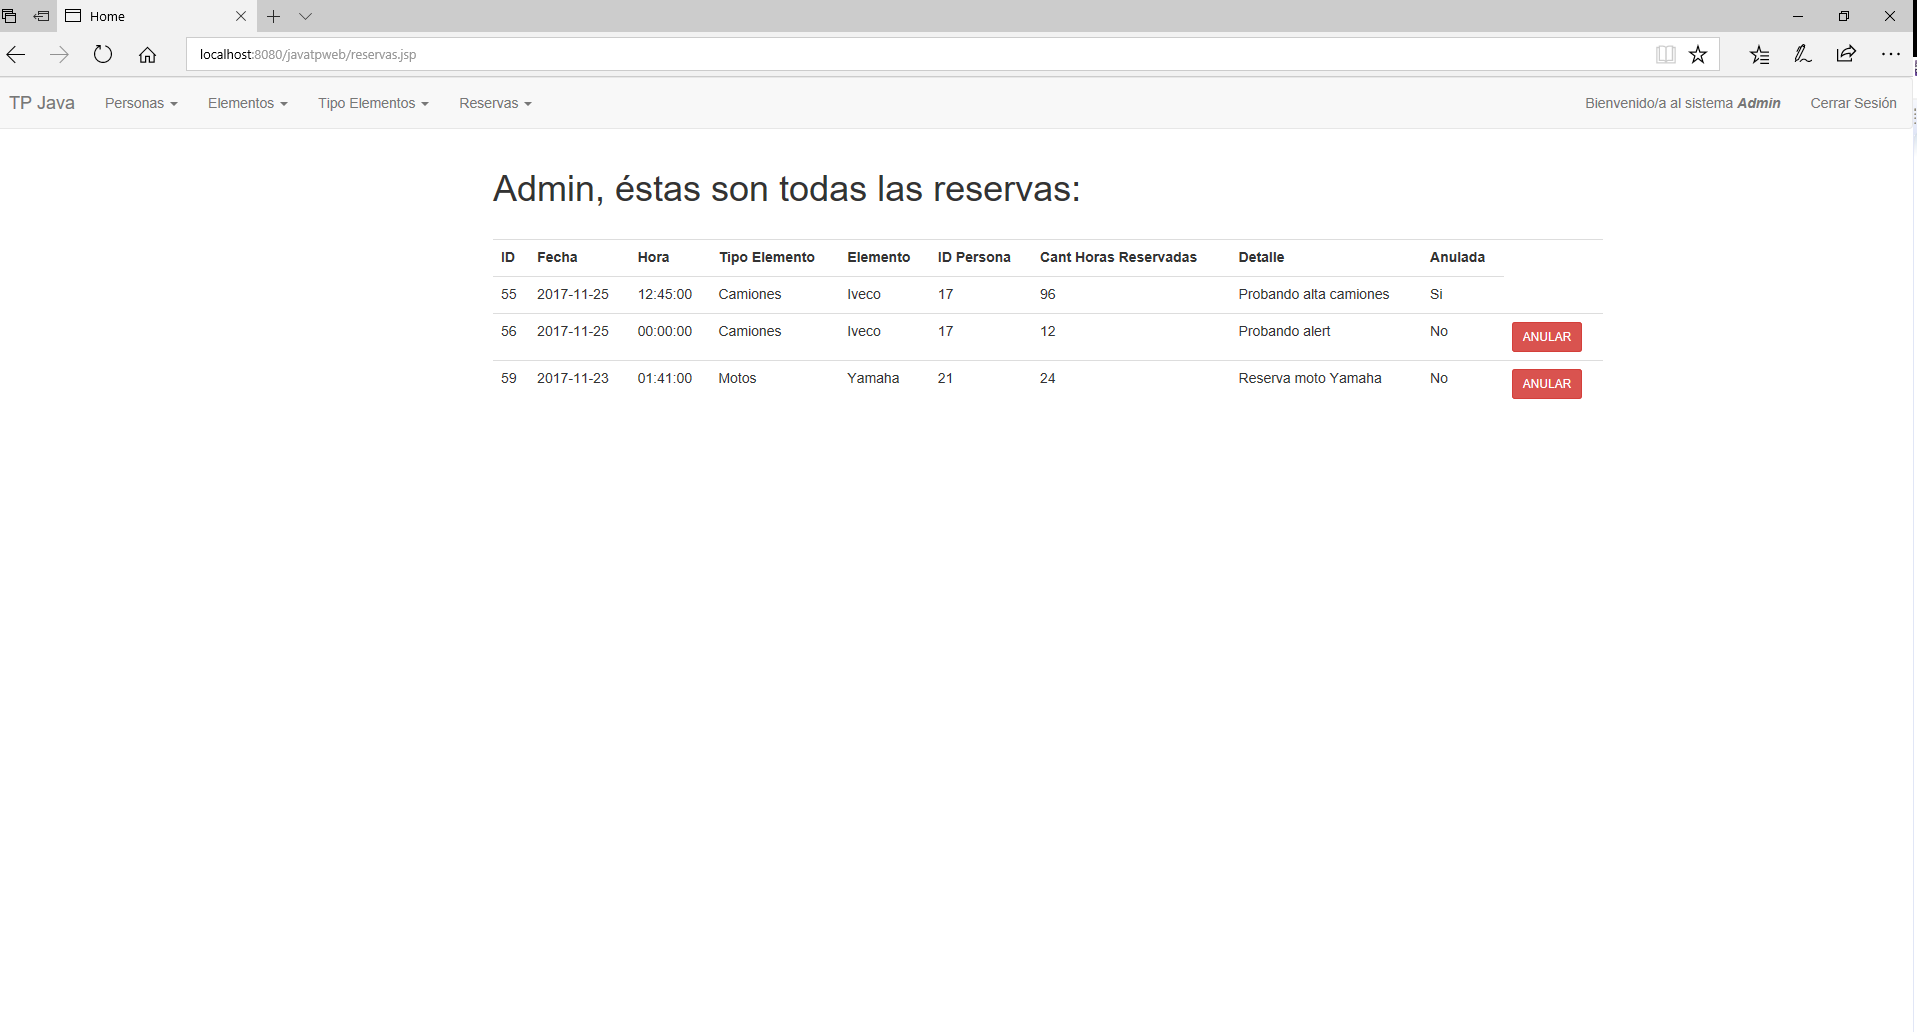 Home
localhost:8080/javatpweb/reservas.jsp
TP Java Personas Elementos Tipo Elementos Reservas Bienvenido/a al sistema Admin Cerrar Sesión
Admin, éstas son todas las reservas:
ID Fecha Hora Tipo Elemento Elemento ID Persona Cant Horas Reservadas Detalle Anulada
55 2017-11-25 12:45:00 Camiones Iveco 17 96 Probando alta camiones Si
56 2017-11-25 00:00:00 Camiones Iveco 17 12 Probando alert No ANULAR
59 2017-11-23 01:41:00 Motos Yamaha 21 24 Reserva moto Yamaha No ANULAR